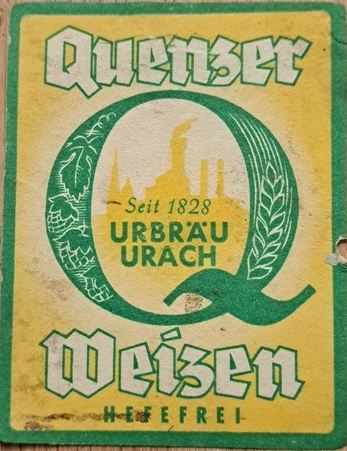 Quenzer
Q
Seit 1828
URBRÄU
URACH
Weizen
HEFEFREI